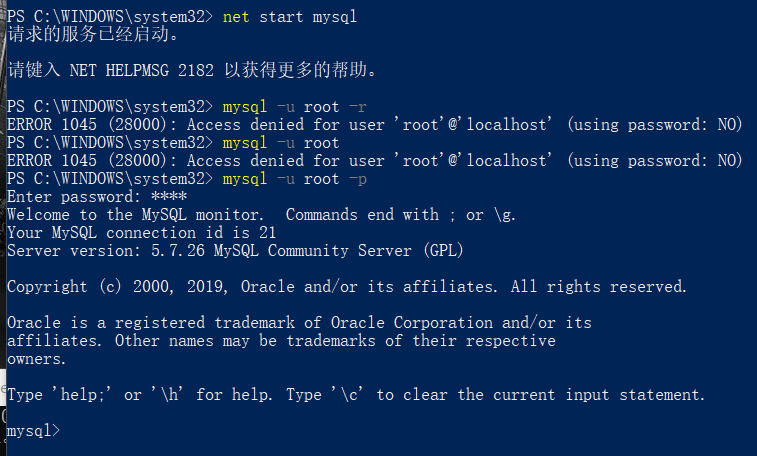 PS C:\WINDOWS\system32> net start mysql
请求的服务已经启动。
请键入 NET HELPMSG 2182 以获得更多的帮助。
PS C:\WINDOWS\system32> mysql -u root -r
ERROR 1045 (28000): Access denied for user 'root'@'localhost' (using password: NO)
PS C:\WINDOWS\system32> mysql -u root
ERROR 1045 (28000): Access denied for user 'root'@'localhost' (using password: NO)
PS C:\WINDOWS\system32> mysql -u root -p
Enter password: ****
Welcome to the MySQL monitor.  Commands end with ; or \g.
Your MySQL connection id is 21
Server version: 5.7.26 MySQL Community Server (GPL)
Copyright (c) 2000, 2019, Oracle and/or its affiliates. All rights reserved.
Oracle is a registered trademark of Oracle Corporation and/or its
affiliates. Other names may be trademarks of their respective
owners.
Type 'help;' or '\h' for help. Type '\c' to clear the current input statement.
mysql>